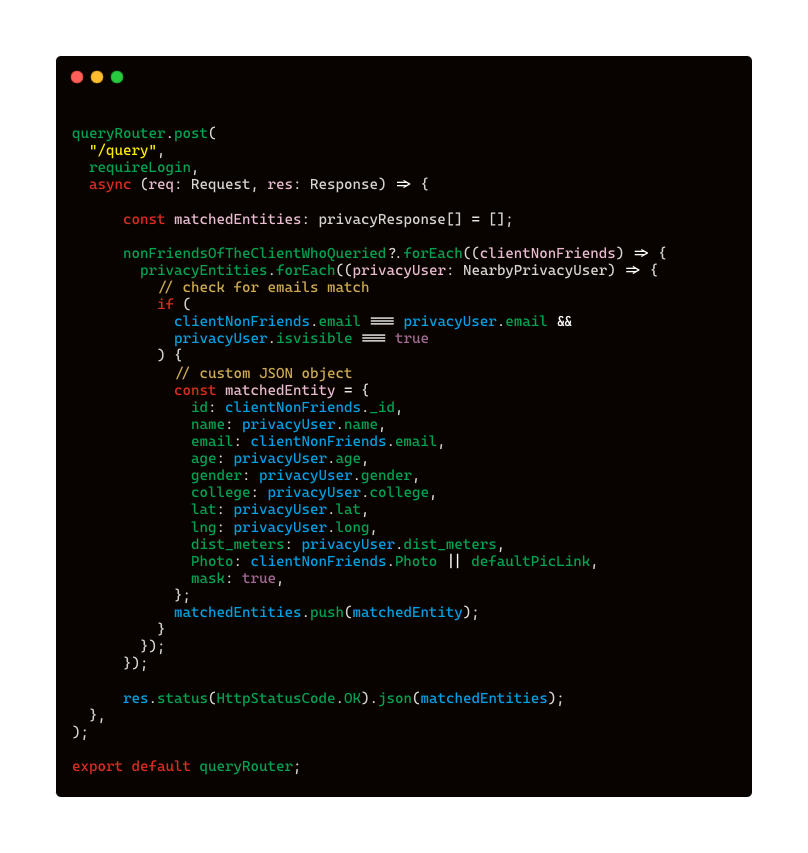 queryRouter.post(
  "/query",
  requireLogin,
  async (req: Request, res: Response) => {
      const matchedEntities: privacyResponse[] = [];
      nonFriendsOfTheClientWhoQueried?.forEach((clientNonFriends) => {
        privacyEntities.forEach((privacyUser: NearbyPrivacyUser) => {
          // check for emails match
          if (
            clientNonFriends.email === privacyUser.email &&
            privacyUser.isvisible === true
          ) {
            // custom JSON object
            const matchedEntity = {
              id: clientNonFriends._id,
              name: privacyUser.name,
              email: clientNonFriends.email,
              age: privacyUser.age,
              gender: privacyUser.gender,
              college: privacyUser.college,
              lat: privacyUser.lat,
              lng: privacyUser.long,
              dist_meters: privacyUser.dist_meters,
              Photo: clientNonFriends.Photo || defaultPicLink,
              mask: true,
            };
            matchedEntities.push(matchedEntity);
          }
        });
      });
      res.status(HttpStatusCode.OK).json(matchedEntities);
  },
);
export default queryRouter;